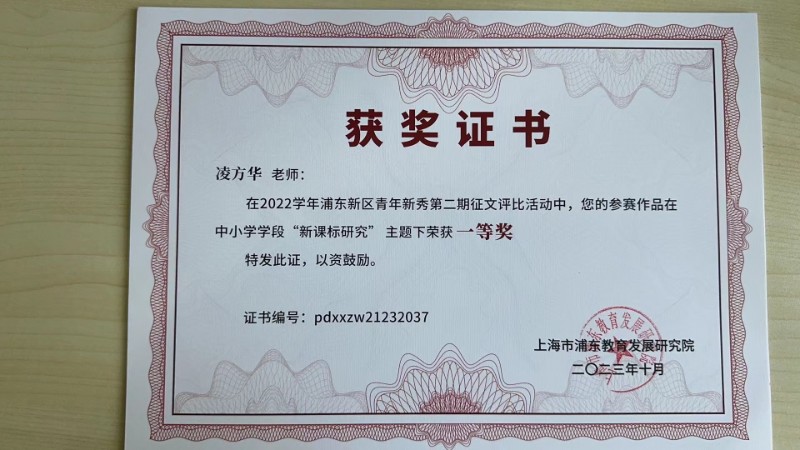 获奖证书
凌方华 老师：
在2022学年浦东新区青年新秀第二期征文评比活动中，您的参赛作品在
中小学学段“新课标研究” 主题下荣获 一等奖
特发此证，以资鼓励。
证书编号：pdxxzw21232037
上海市浦东教育发展研究院
二〇二三年十月